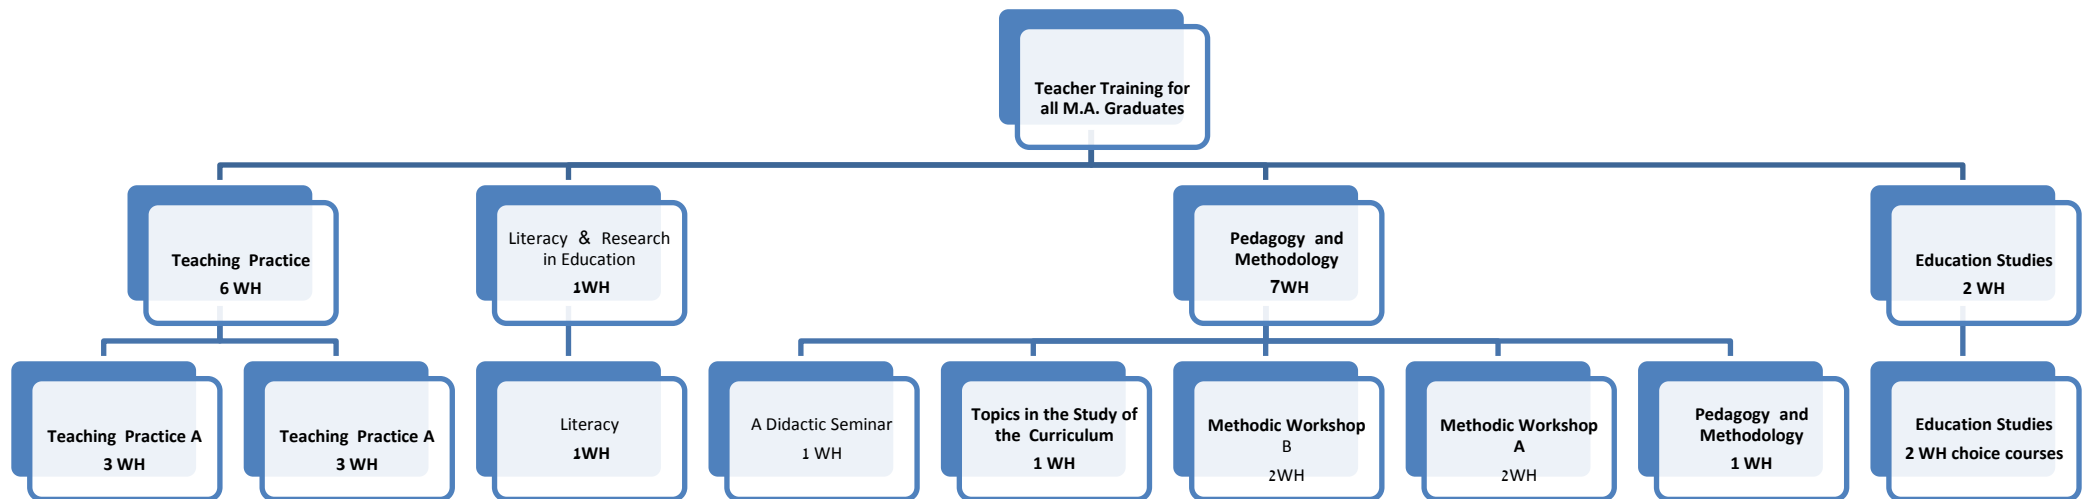 Teacher Training for
all M.A. Graduates
Teaching Practice
6 WH
Literacy & Research
in Education
1WH
Pedagogy and
Methodology
7WH
Education Studies
2 WH
Teaching Practice A
3 WH
Teaching Practice A
3 WH
Literacy
1WH
A Didactic Seminar
1 WH
Topics in the Study of
the Curriculum
1 WH
Methodic Workshop
B
2WH
Methodic Workshop
A
2WH
Pedagogy and
Methodology
1 WH
Education Studies
2 WH choice courses